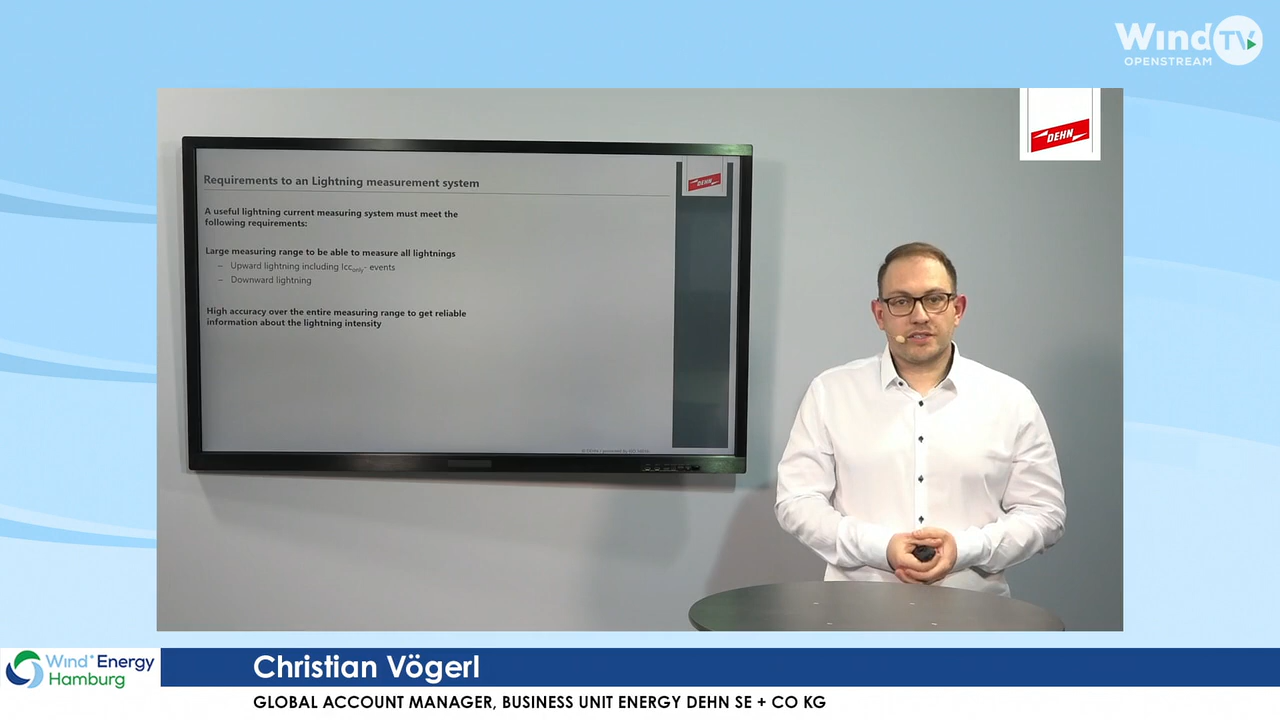 WindTV
OPENSTREAM
DEHN
Requirements to an Lightning measurement system
DEHN
A useful lightning current measuring system must meet the
following requirements:
Large measuring range to be able to measure all lightnings
– Upward lightning including Icconly- events
– Downward lightning
High accuracy over the entire measuring range to get reliable
information about the lightning intensity
Wind Energy
Hamburg
Christian Vögerl
GLOBAL ACCOUNT MANAGER, BUSINESS UNIT ENERGY DEHN SE + CO KG